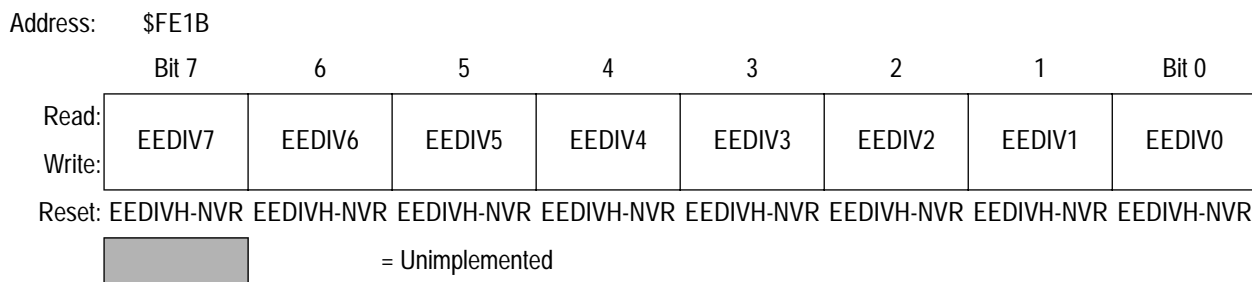 Address: $FE1B
Bit 7 6 5 4 3 2 1 Bit 0
Read:
EEDIV7 EEDIV6 EEDIV5 EEDIV4 EEDIV3 EEDIV2 EEDIV1 EEDIV0
Write:
Reset: EEDIVH-NVR EEDIVH-NVR EEDIVH-NVR EEDIVH-NVR EEDIVH-NVR EEDIVH-NVR EEDIVH-NVR EEDIVH-NVR
= Unimplemented